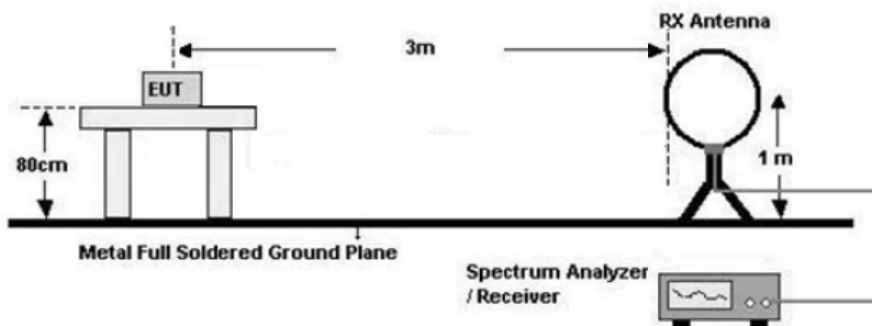 RX Antenna
3m
EUT
80cm
1 m
Metal Full Soldered Ground Plane
Spectrum Analyzer
/ Receiver